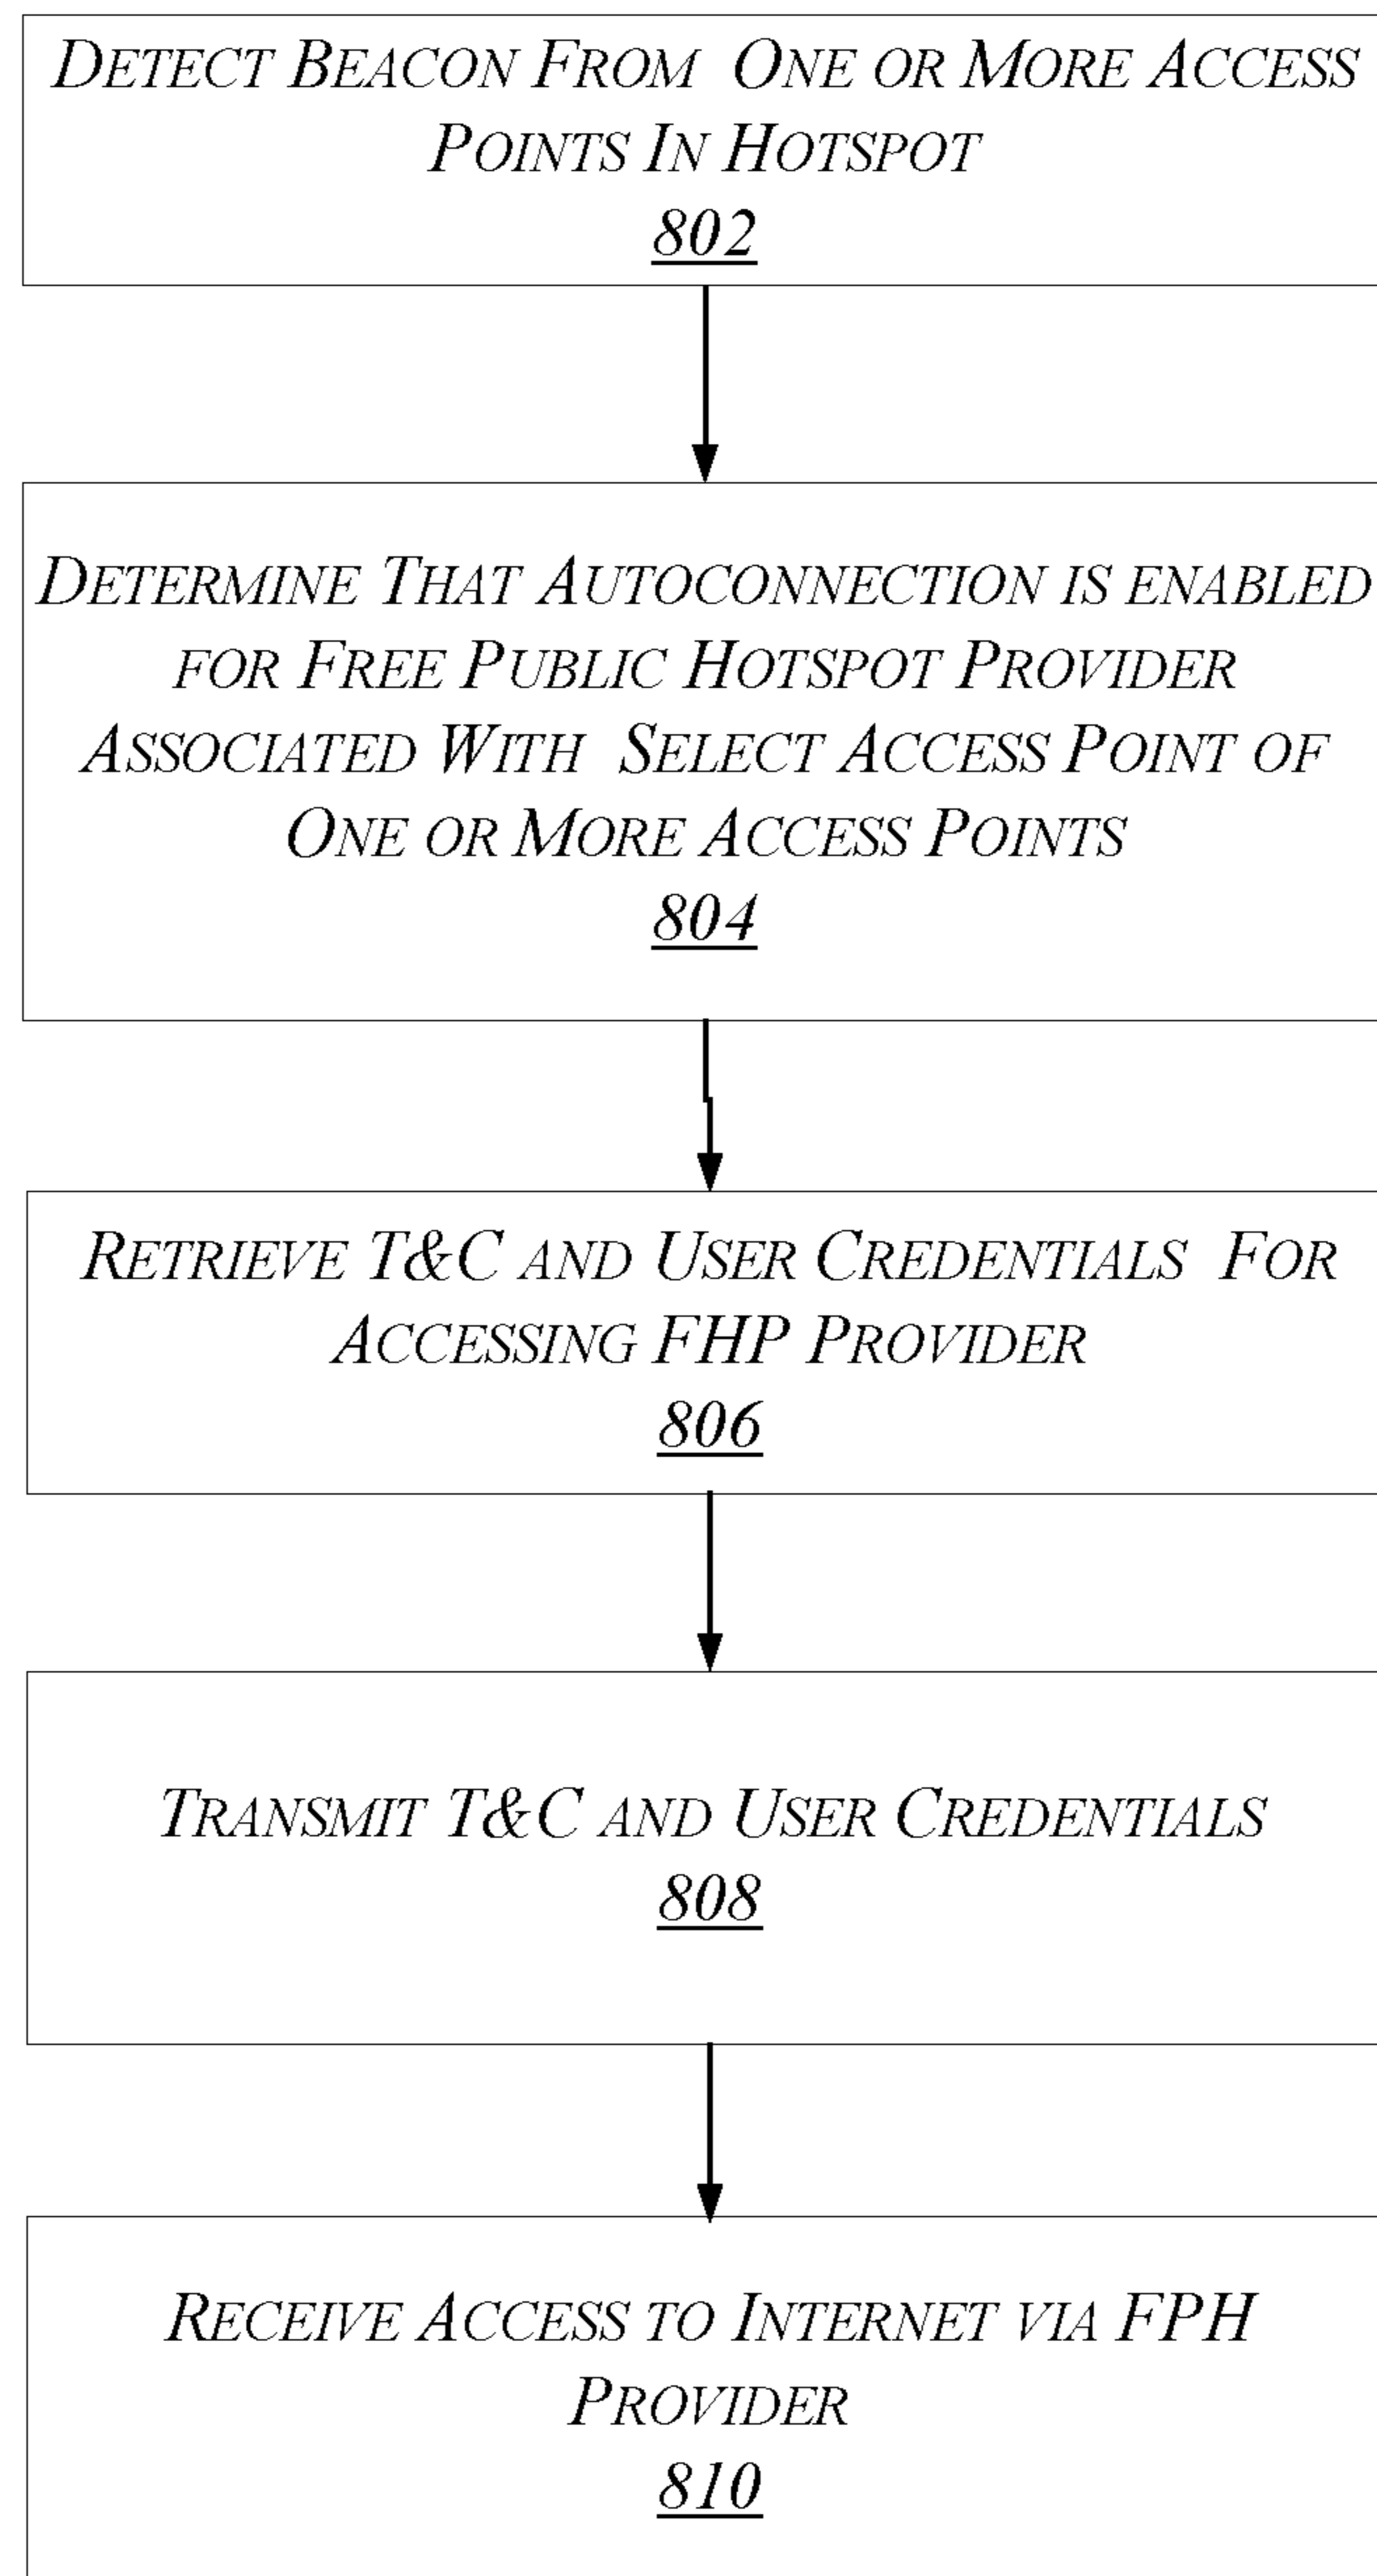 DETECT BEACON FROM ONE OR MORE ACCESS
POINTS IN HOTSPOT
802
DETERMINE THAT AUTOCONNECTION IS ENABLED
FOR FREE PUBLIC HOTSPOT PROVIDER
ASSOCIATED WITH SELECT ACCESS POINT OF
ONE OR MORE ACCESS POINTS
804
RETRIEVE T&C AND USER CREDENTIALS FOR
ACCESSING FHP PROVIDER
806
TRANSMIT T&C AND USER CREDENTIALS
808
RECEIVE ACCESS TO INTERNET VIA FPH
PROVIDER
810